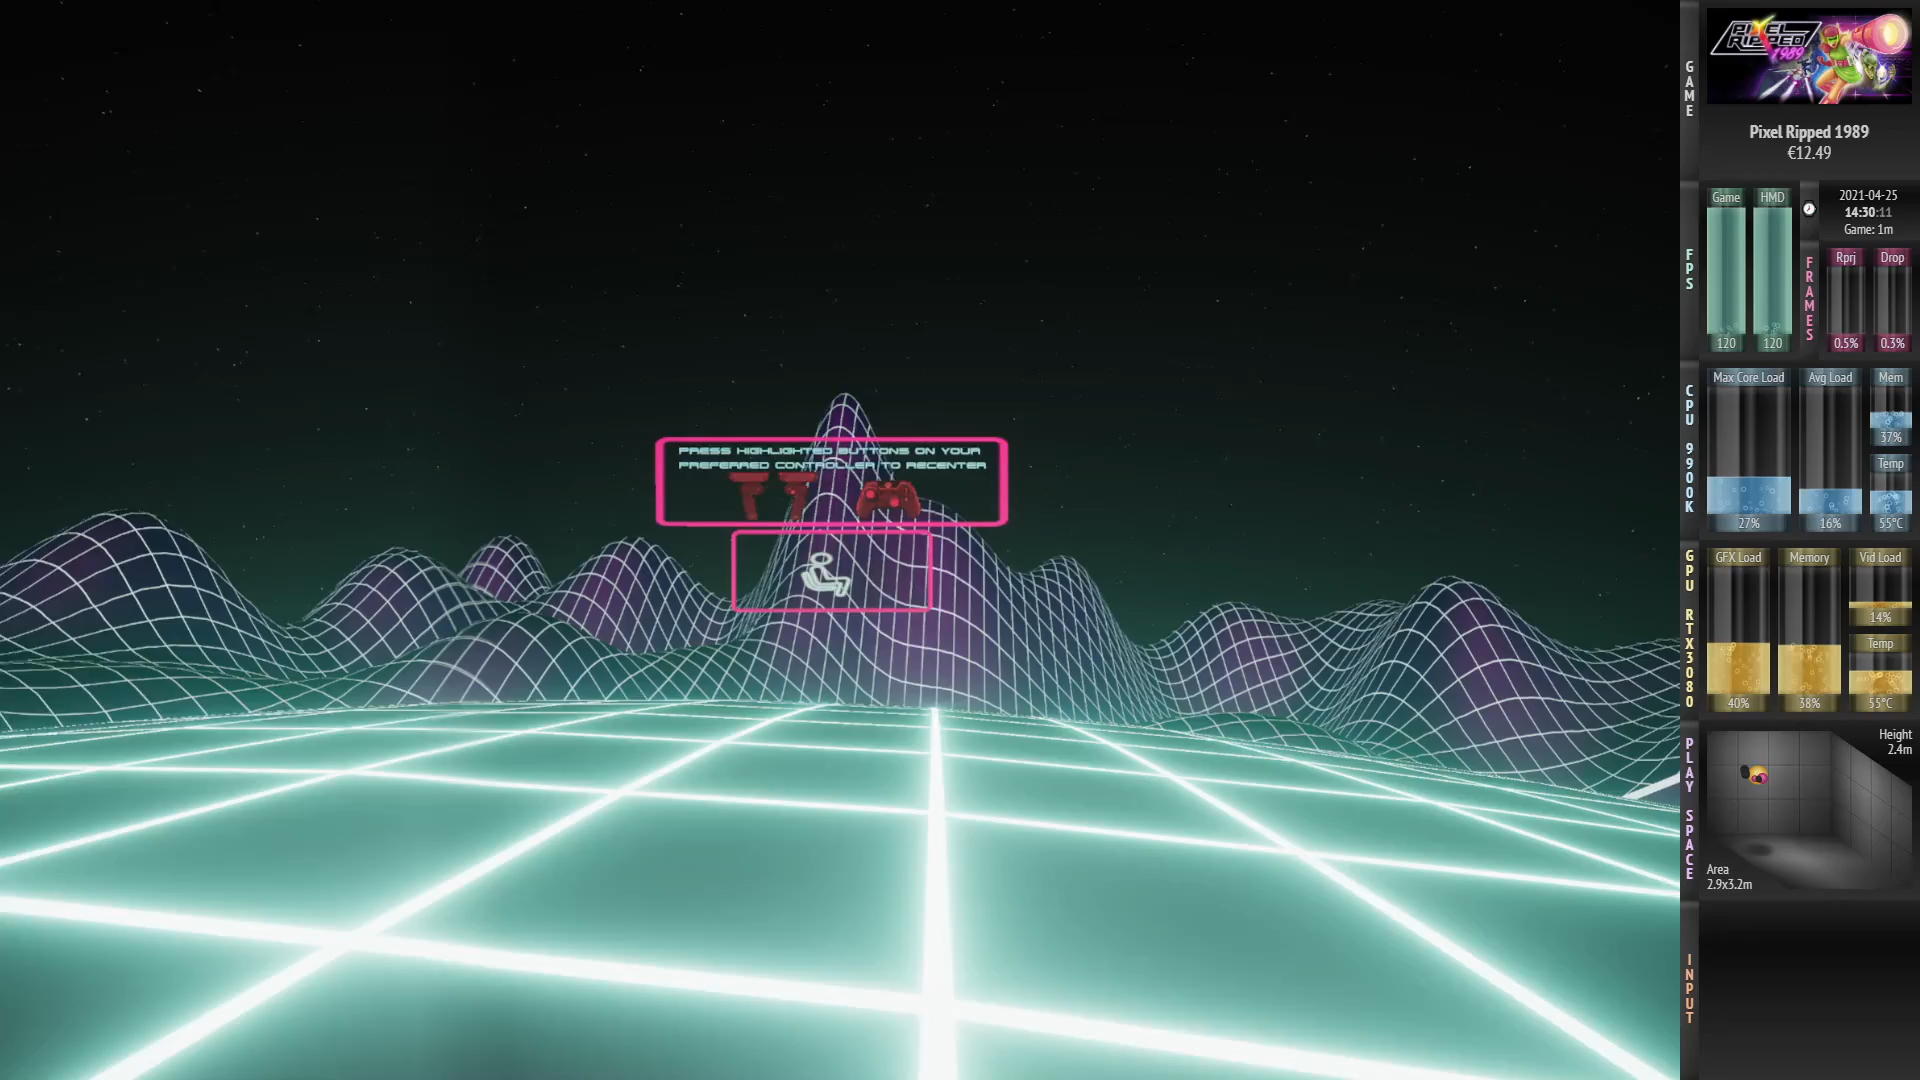 PRESS HIGHLIGHTED BUTTONS ON YOUR
PREFERRED CONTROLLER TO RECENTER
GAME
PIXEL
RIPPED
1989
Pixel Ripped 1989
€12.49
FPS
Game HMD
120 120
2021-04-25
14:30:11
Game: 1m
FRAMES
Rprj Drop
0.5% 0.3%
CPU 9900K
Max Core Load Avg Load Mem
37%
Temp
27% 16% 55°C
GPU RTX3080
GFX Load Memory Vid Load
14%
Temp
40% 38% 55°C
PLAY SPACE
Height
2.4m
Area
2.9x3.2m
INPUT